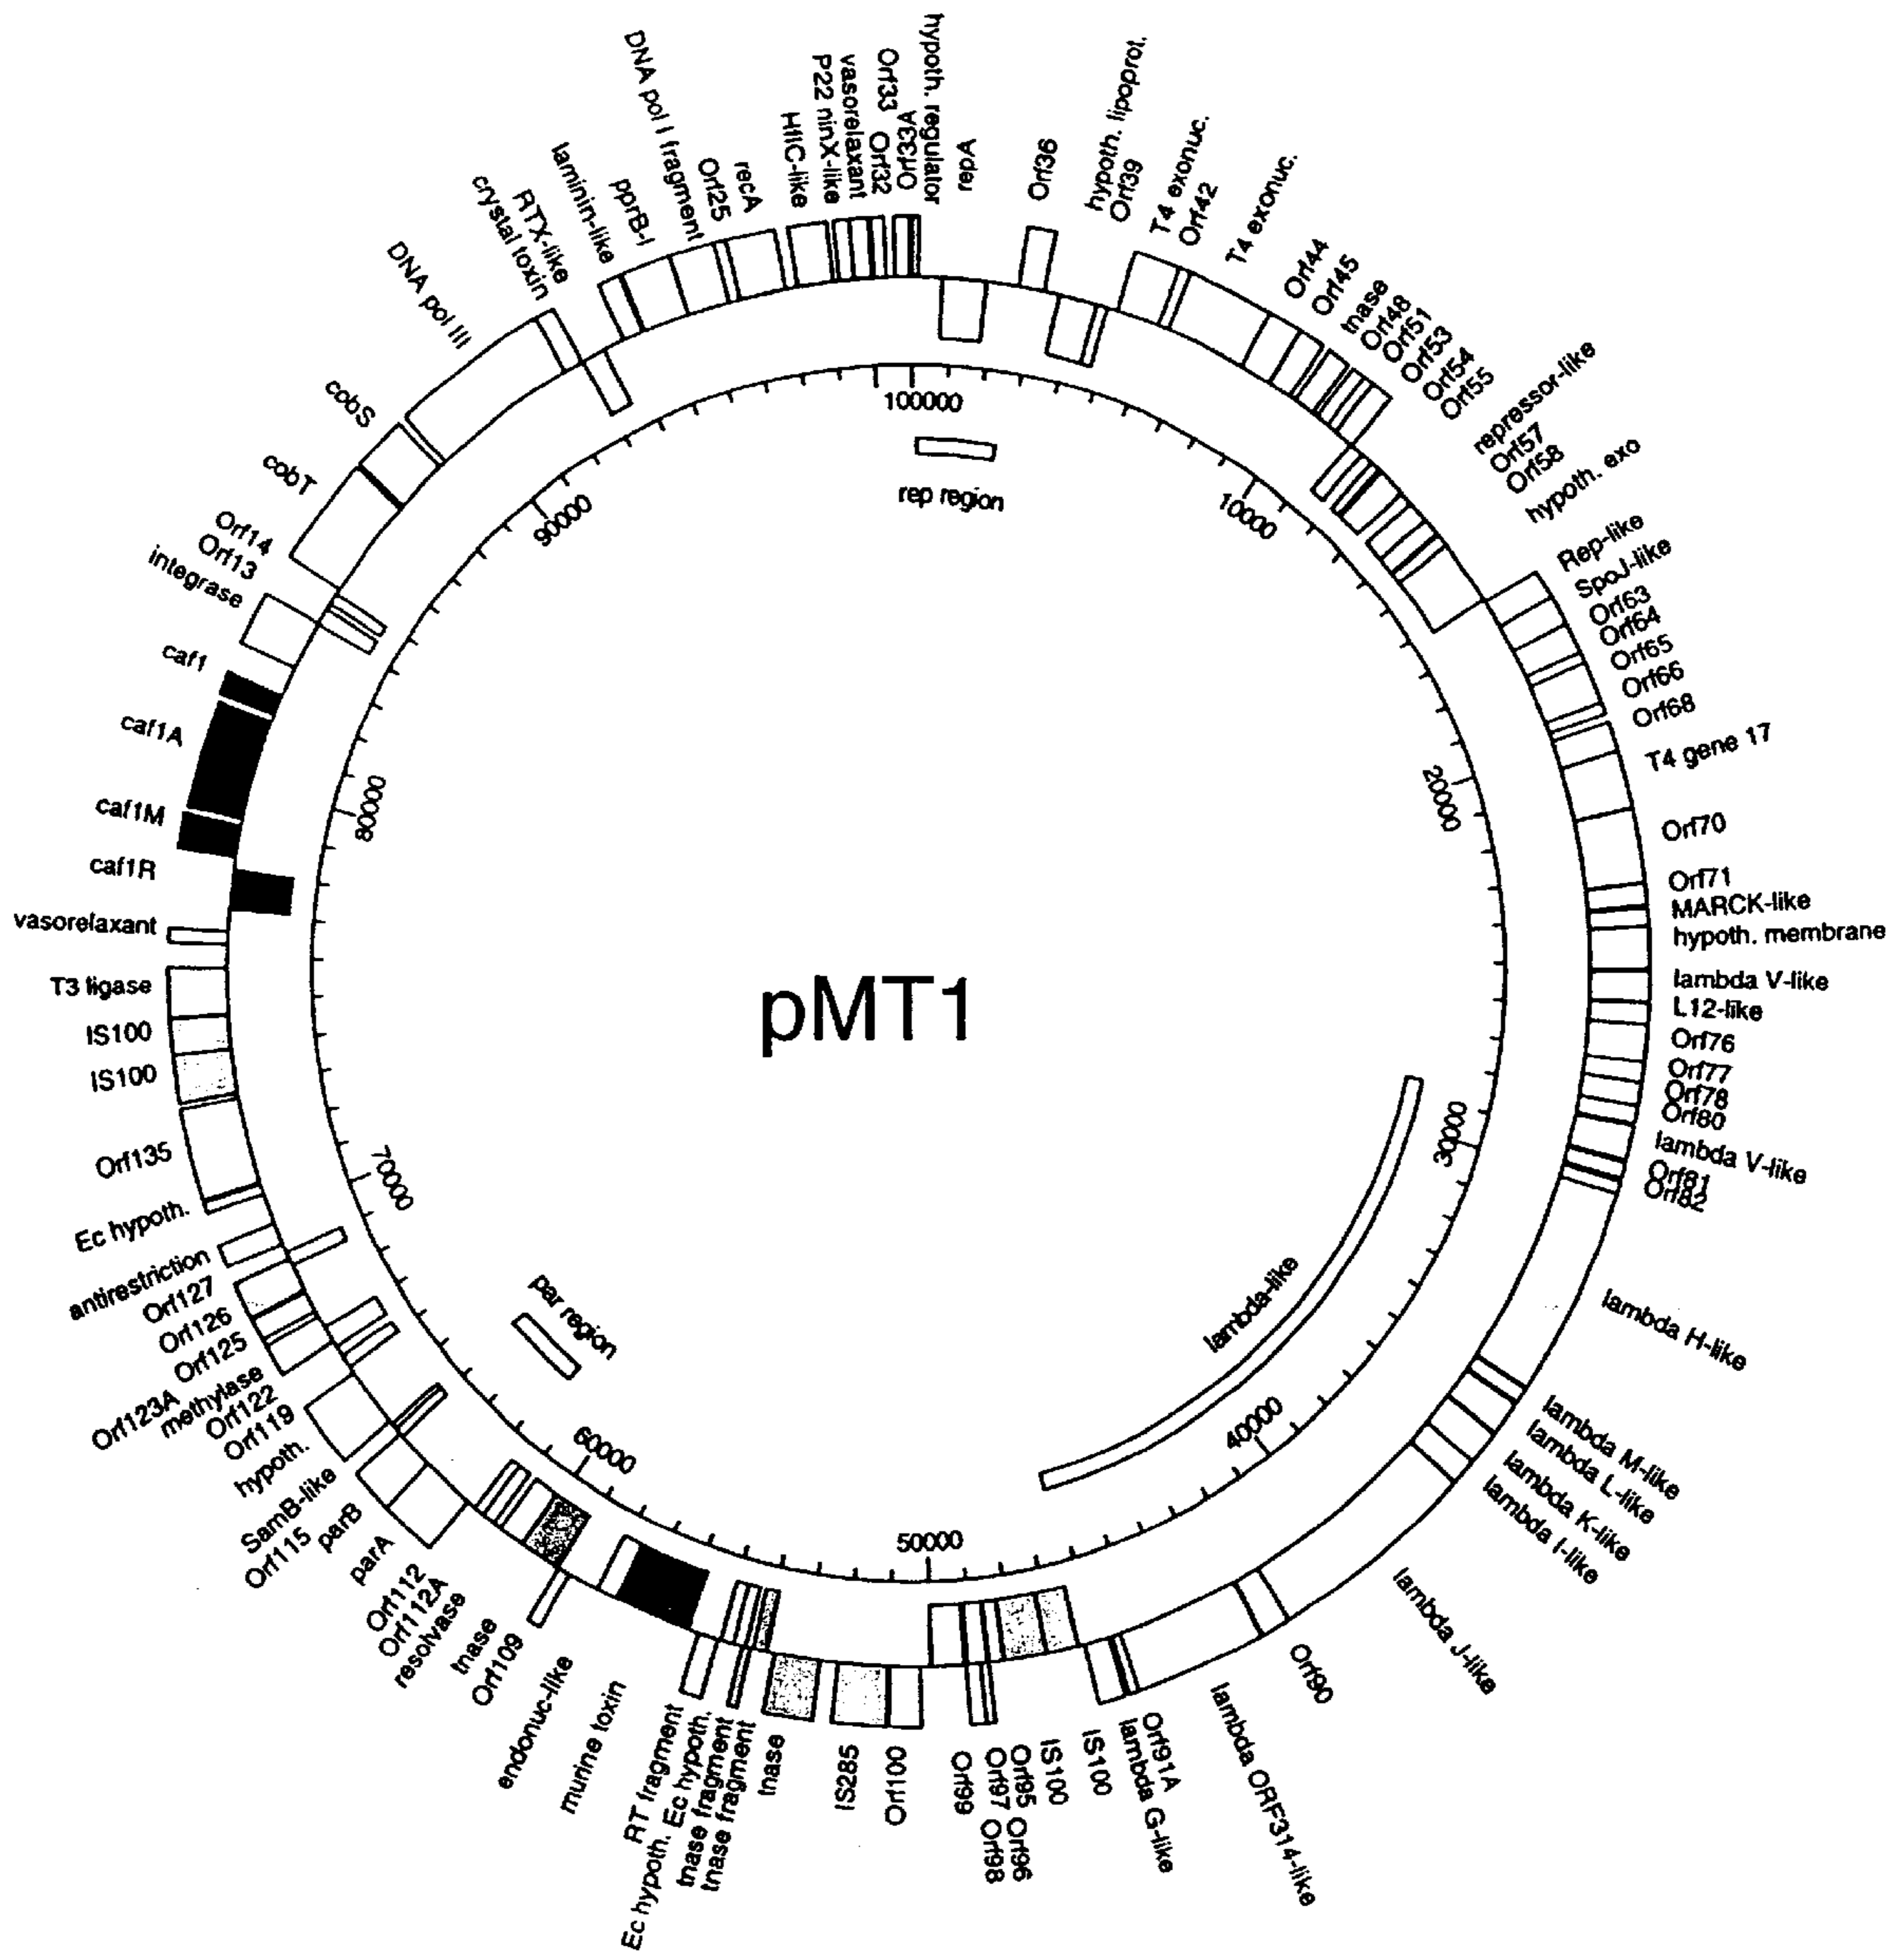 hypoth. regulator
repA
Orf36
hypoth. lipoprot.
Orf39
T4 exonuc.
Orf42
T4 exonuc.
Orf44
Orf45
tnase
Orf48
Orf51
Orf53
Orf54
Orf55
repressor-like
Orf57
Orf58
hypoth. exo
Rep-like
SpoJ-like
Orf63
Orf64
Orf65
Orf66
Orf68
T4 gene 17
Orf70
Orf71
MARCK-like
hypoth. membrane
lambda V-like
L12-like
Orf76
Orf77
Orf78
Orf80
lambda V-like
Orf81
Orf82
lambda H-like
lambda M-like
lambda L-like
lambda K-like
lambda I-like
lambda J-like
Orf90
lambda ORF314-like
Orf91A
lambda G-like
IS100
IS100
Orf95 Orf96
Orf97 Orf98
Orf99
Orf100
IS285
tnase
tnase fragment
tnase fragment
Ec hypoth. Ec hypoth.
RT fragment
murine toxin
endonuc-like
Orf109
tnase
resolvase
Orf112A
Orf112
parA
parB
Orf115
SamB-like
hypoth.
Orf119
Orf122
methylase
Orf123A
Orf125
Orf126
Orf127
antirestriction
Ec hypoth.
Orf135
IS100
IS100
T3 ligase
vasorelaxant
caf1R
caf1M
caf1A
caf1
integrase
Orf13
Orf14
cobT
cobS
DNA pol III
crystal toxin
RTX-like
laminin-like
pprB-l
DNA pol I fragment
Orf25
recA
HflC-like
P22 ninX-like
vasorelaxant
Orf32
Orf33
Orf33A
100000
10000
20000
30000
40000
50000
60000
70000
80000
90000
rep region
lambda-like
par region
pMT1